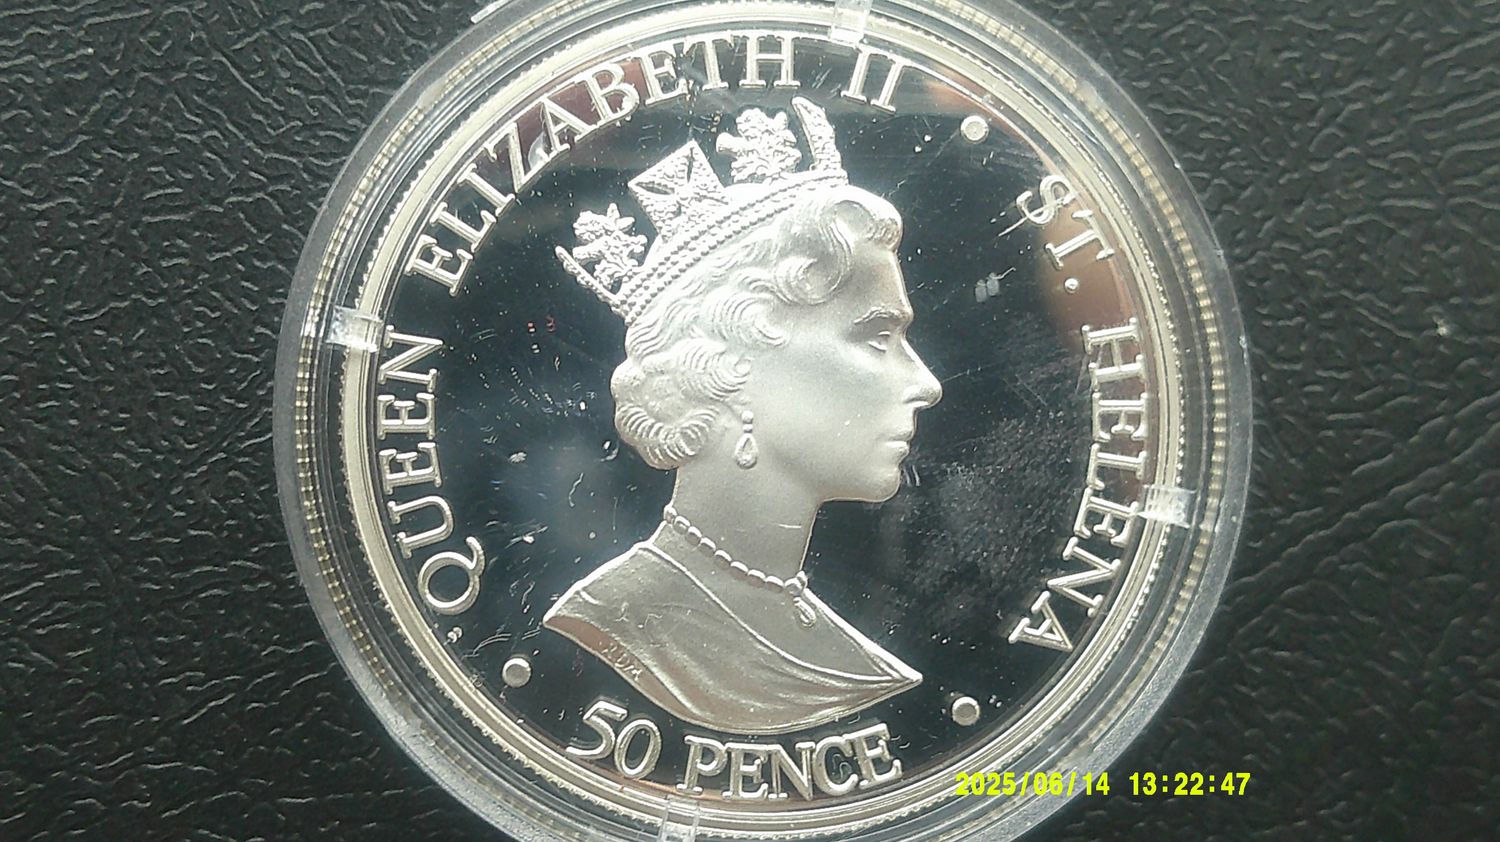 QUEEN ELIZABETH II
ST. HELENA
50 PENCE
2025/06/14 13:22:47